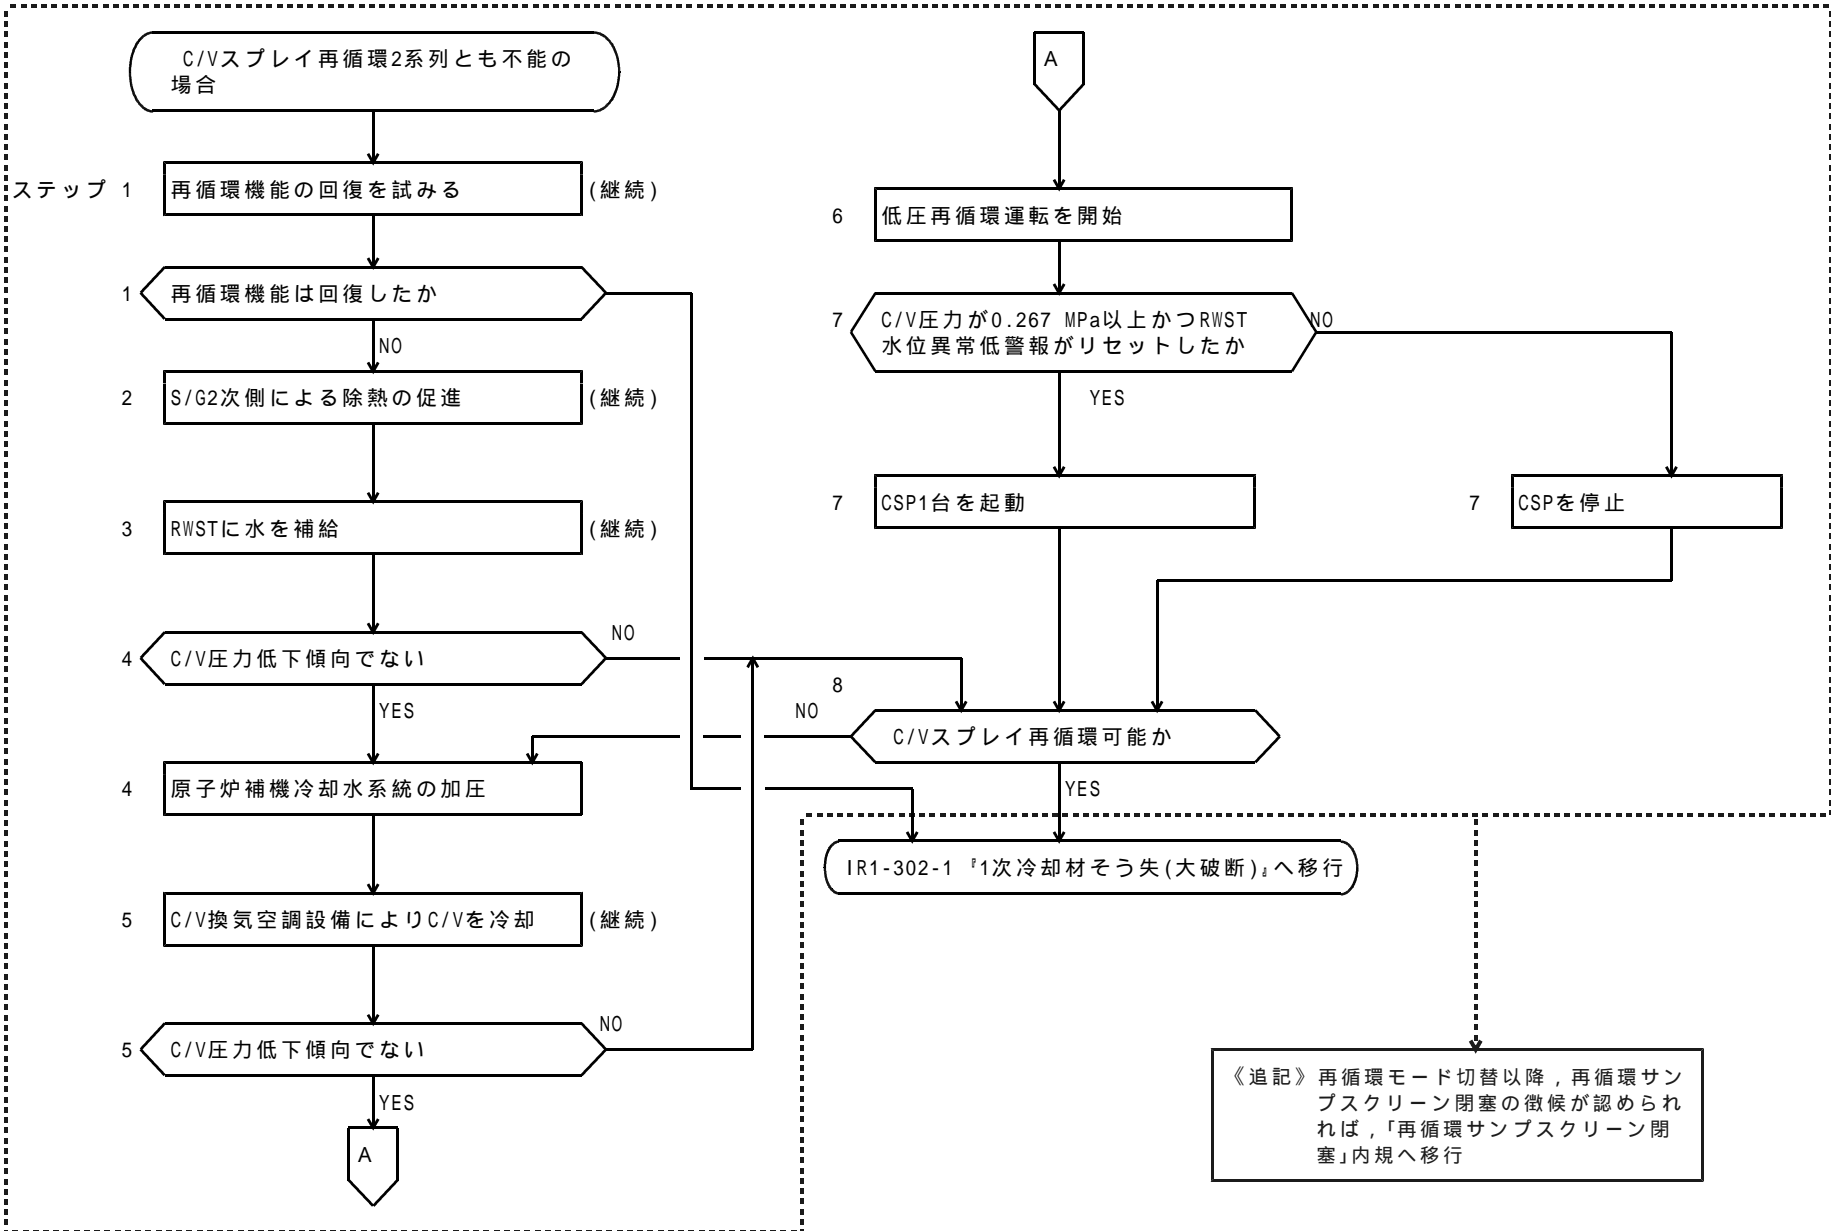 C/Vスプレイ再循環2系列とも不能の
場合
ステップ 1 再循環機能の回復を試みる (継続)
1 再循環機能は回復したか
NO
2 S/G2次側による除熱の促進 (継続)
3 RWSTに水を補給 (継続)
4 C/V圧力低下傾向でない
NO
YES
4 原子炉補機冷却水系統の加圧
5 C/V換気空調設備によりC/Vを冷却 (継続)
5 C/V圧力低下傾向でない
NO
YES
A
A
6 低圧再循環運転を開始
7 C/V圧力が0.267 MPa以上かつRWST
水位異常低警報がリセットしたか
NO
YES
7 CSP1台を起動
7 CSPを停止
8
NO
C/Vスプレイ再循環可能か
YES
IR1-302-1『1次冷却材そう失(大破断)』へ移行
《追記》再循環モード切替以降，再循環サン
プスクリーン閉塞の徴候が認められ
れば，「再循環サンプスクリーン閉
塞」内規へ移行